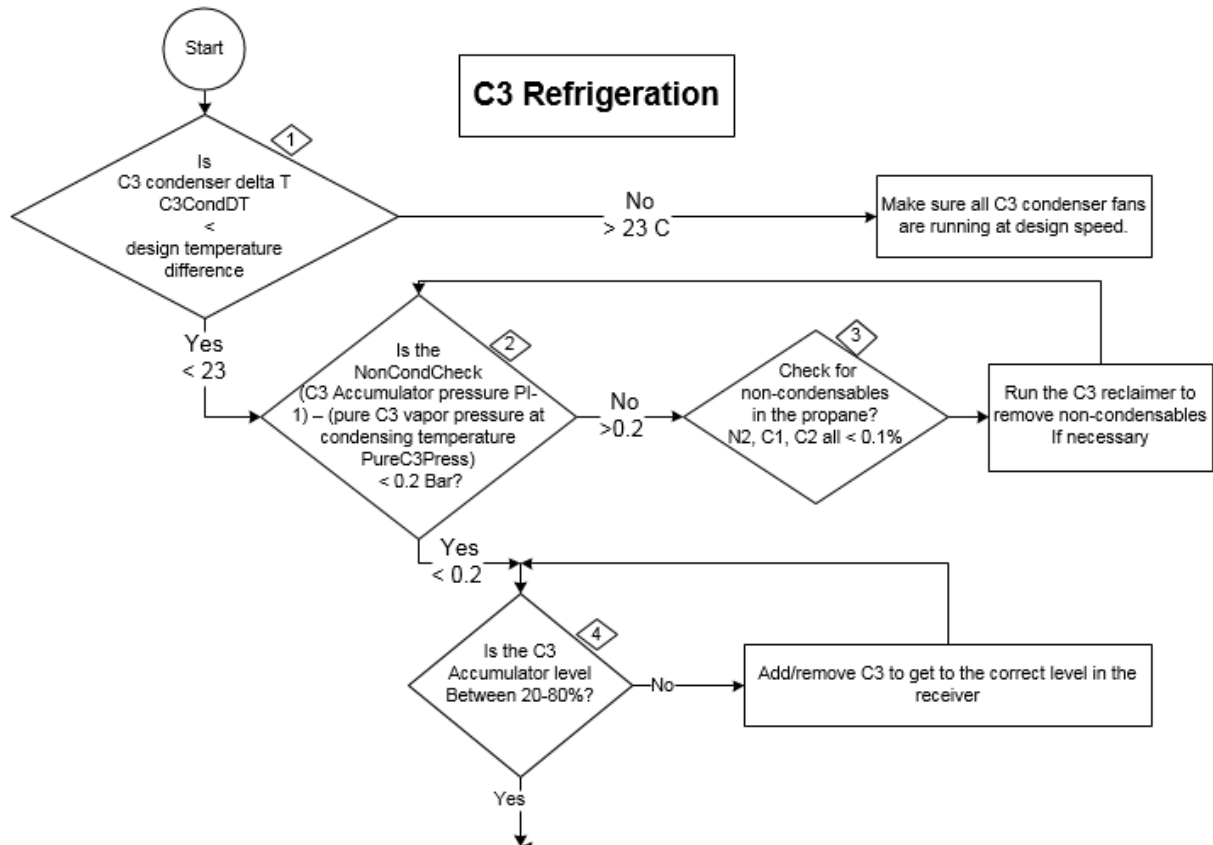 Start
C3 Refrigeration
1
Is
C3 condenser delta T
C3CondDT
<
design temperature
difference
No
> 23 C
Make sure all C3 condenser fans
are running at design speed.
Yes
< 23
2
Is the
NonCondCheck
(C3 Accumulator pressure PI-
1) – (pure C3 vapor pressure at
condensing temperature
PureC3Press)
< 0.2 Bar?
No
>0.2
3
Check for
non-condensables
in the propane?
N2, C1, C2 all < 0.1%
Run the C3 reclaimer to
remove non-condensables
If necessary
Yes
< 0.2
4
Is the C3
Accumulator level
Between 20-80%?
No
Add/remove C3 to get to the correct level in the
receiver
Yes